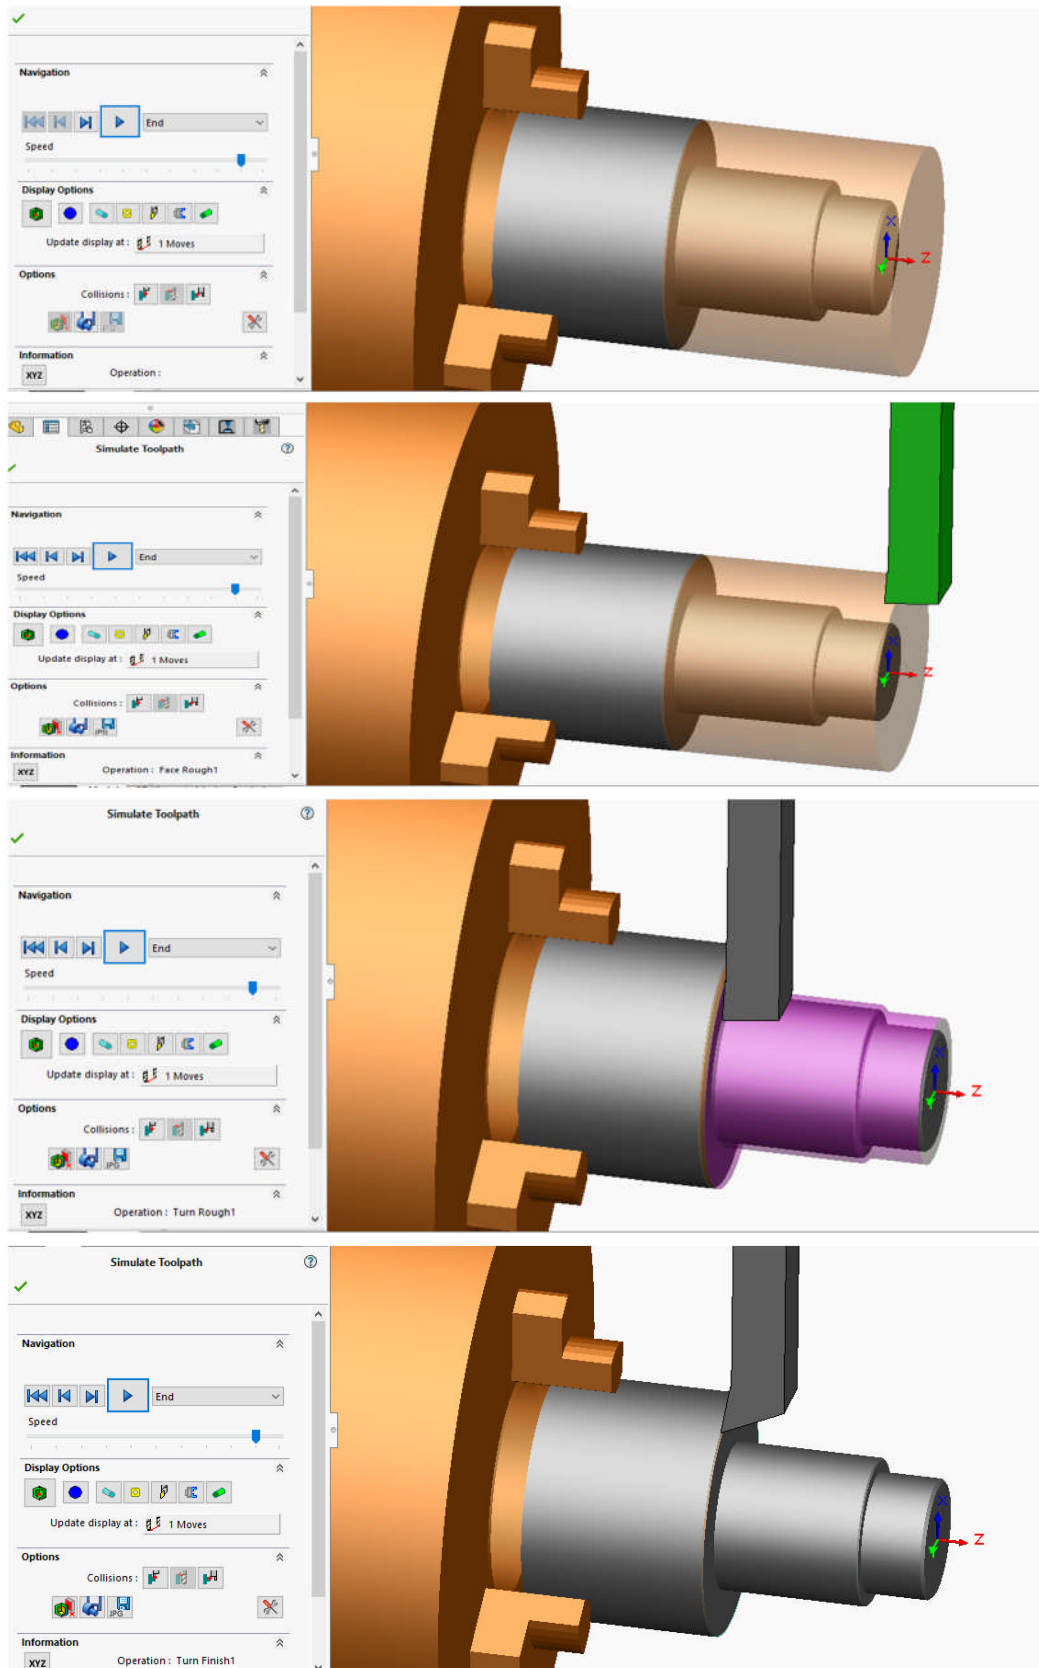 Navigation
End
Speed
Display Options
Update display at : 1 Moves
Options
Collisions :
Information
XYZ Operation :
X
Z
Simulate Toolpath
Navigation
End
Speed
Display Options
Update display at : 1 Moves
Options
Collisions :
JPG
Information
XYZ Operation : Face Rough1
X
Z
Simulate Toolpath
Navigation
End
Speed
Display Options
Update display at : 1 Moves
Options
Collisions :
JPG
Information
XYZ Operation : Turn Rough1
X
Z
Simulate Toolpath
Navigation
End
Speed
Display Options
Update display at : 1 Moves
Options
Collisions :
JPG
Information
XYZ Operation : Turn Finish1
X
Z